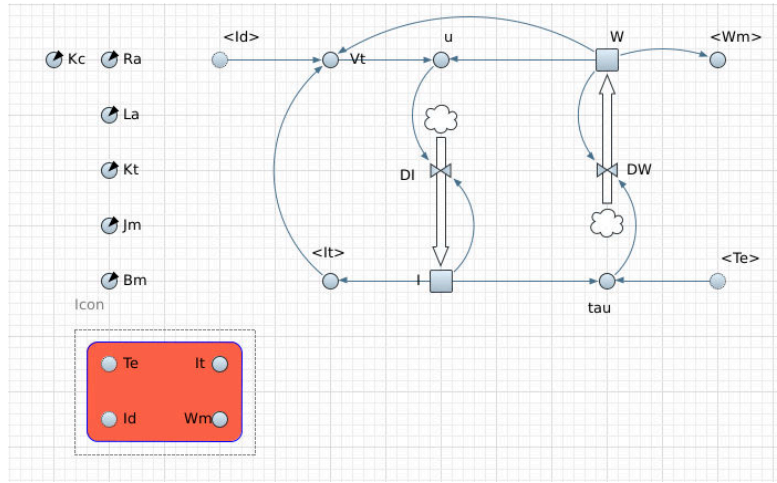 <Id>
u
W
<Wm>
Kc
Ra
Vt
La
Kt
DI
DW
Jm
<It>
<Te>
Bm
I
Icon
tau
Te
It
Id
Wm